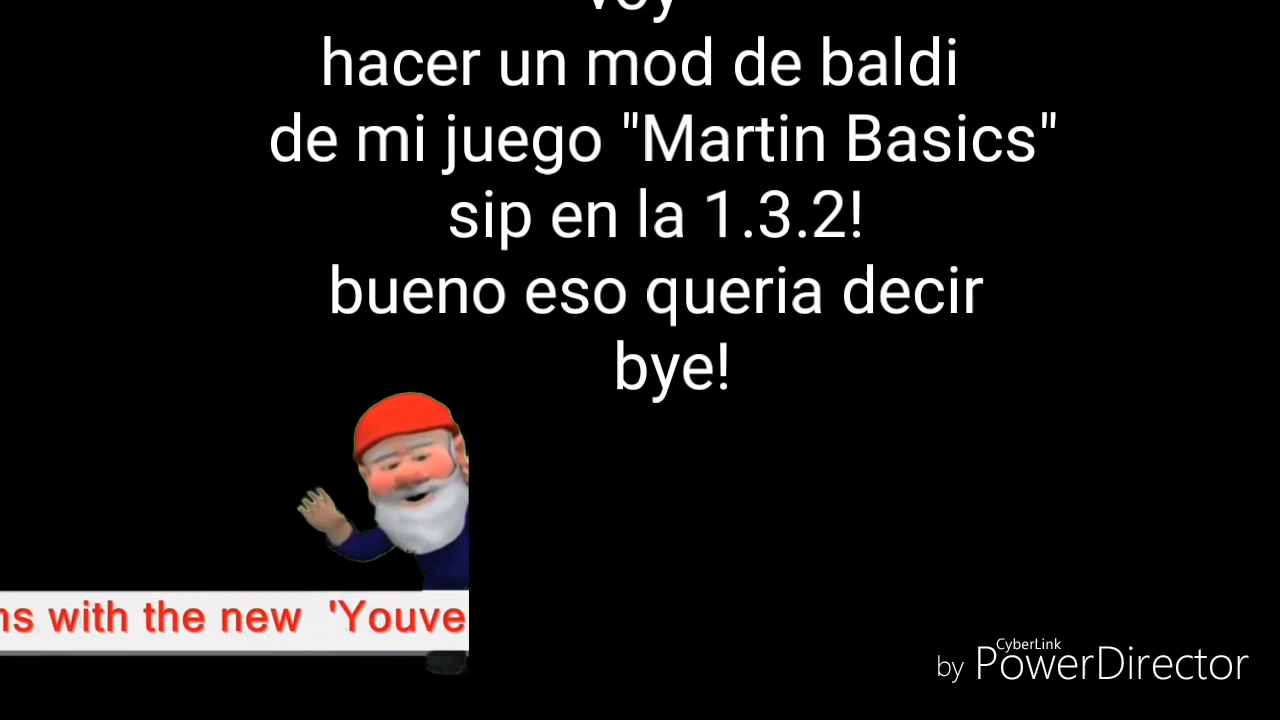 voy
hacer un mod de baldi
de mi juego "Martin Basics"
sip en la 1.3.2!
bueno eso queria decir
bye!
with the new 'Youve
CyberLink
by PowerDirector